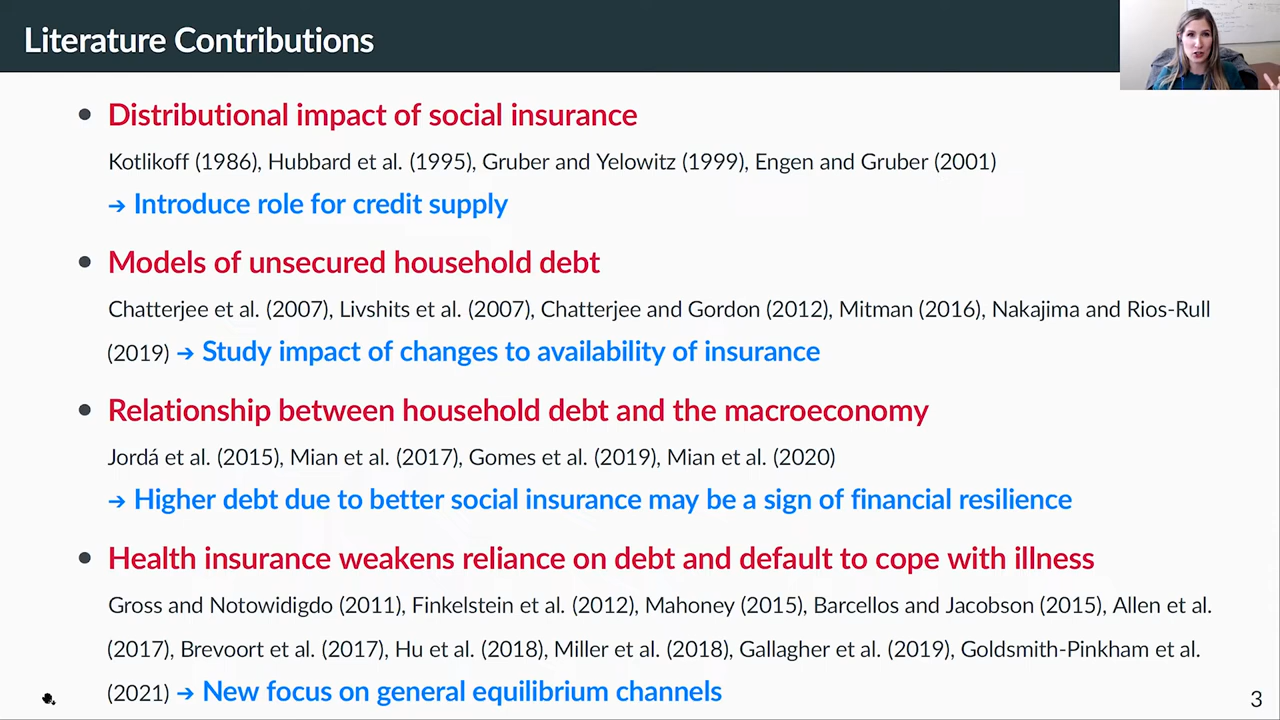 Literature Contributions
• Distributional impact of social insurance
Kotlikoff (1986), Hubbard et al. (1995), Gruber and Yelowitz (1999), Engen and Gruber (2001)
→ Introduce role for credit supply
• Models of unsecured household debt
Chatterjee et al. (2007), Livshits et al. (2007), Chatterjee and Gordon (2012), Mitman (2016), Nakajima and Rios-Rull
(2019) → Study impact of changes to availability of insurance
• Relationship between household debt and the macroeconomy
Jordá et al. (2015), Mian et al. (2017), Gomes et al. (2019), Mian et al. (2020)
→ Higher debt due to better social insurance may be a sign of financial resilience
• Health insurance weakens reliance on debt and default to cope with illness
Gross and Notowidigdo (2011), Finkelstein et al. (2012), Mahoney (2015), Barcellos and Jacobson (2015), Allen et al.
(2017), Brevoort et al. (2017), Hu et al. (2018), Miller et al. (2018), Gallagher et al. (2019), Goldsmith-Pinkham et al.
(2021) → New focus on general equilibrium channels
3